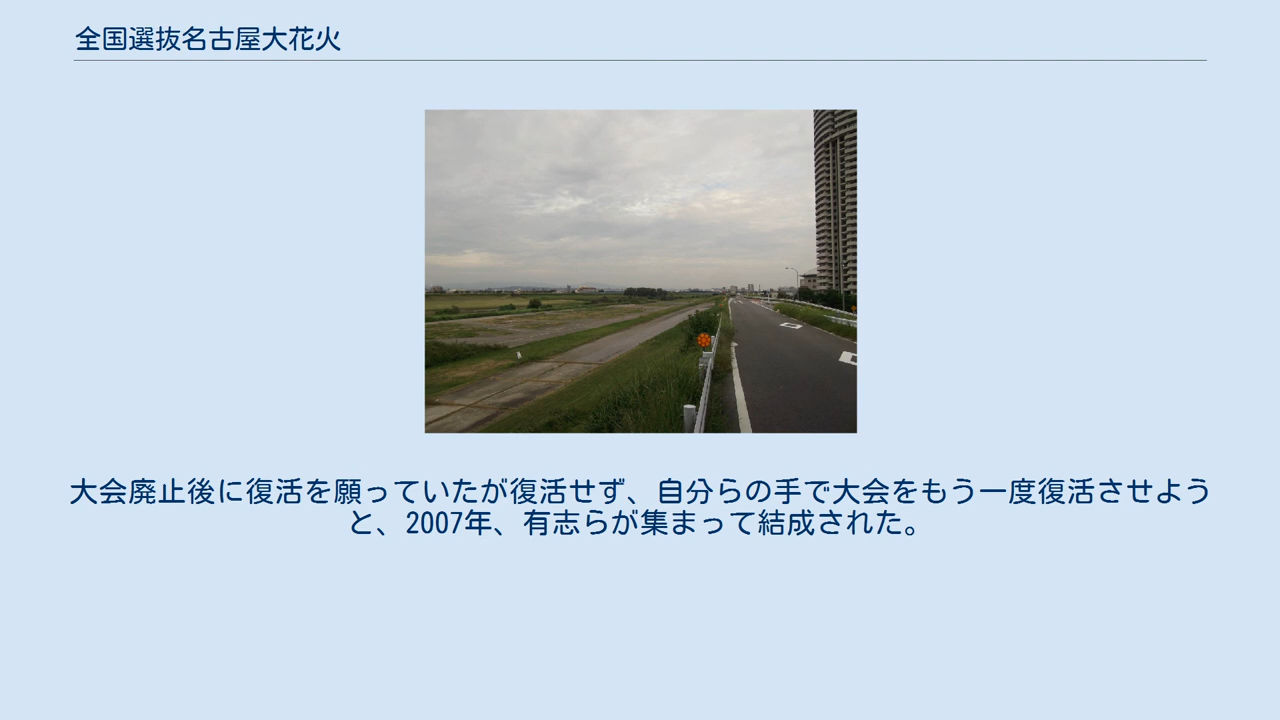 全国選抜名古屋大花火
大会廃止後に復活を願っていたが復活せず、自分らの手で大会をもう一度復活させよう
と、2007年、有志らが集まって結成された。